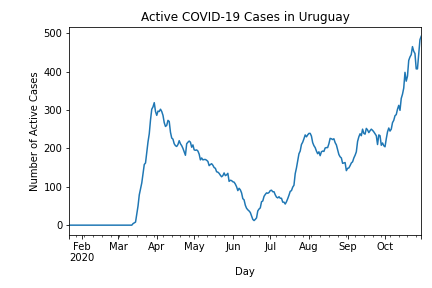 Active COVID-19 Cases in Uruguay
500
400
300
200
100
0
Number of Active Cases
Feb Mar Apr May Jun Jul Aug Sep Oct
2020
Day